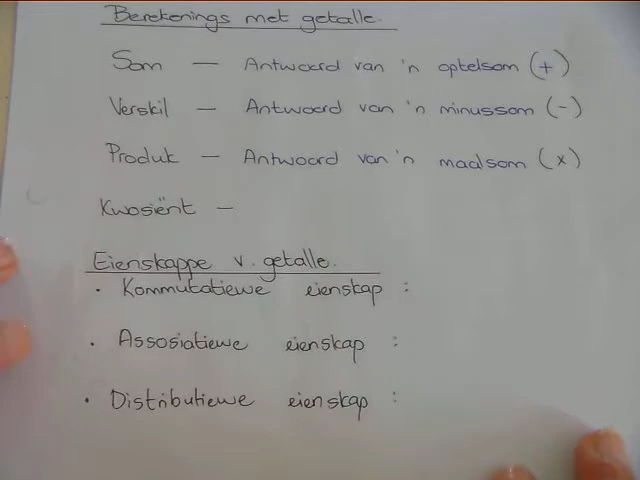 Berekenings met getalle.
Som — Antwoord van 'n optelsom (+)
Verskil — Antwoord van 'n minussom (-)
Produk — Antwoord van 'n maalsom (x)
Kwosiënt —
Eienskappe v. getalle.
• Kommutatiewe eienskap :
• Assosiatiewe eienskap :
• Distributiewe eienskap :